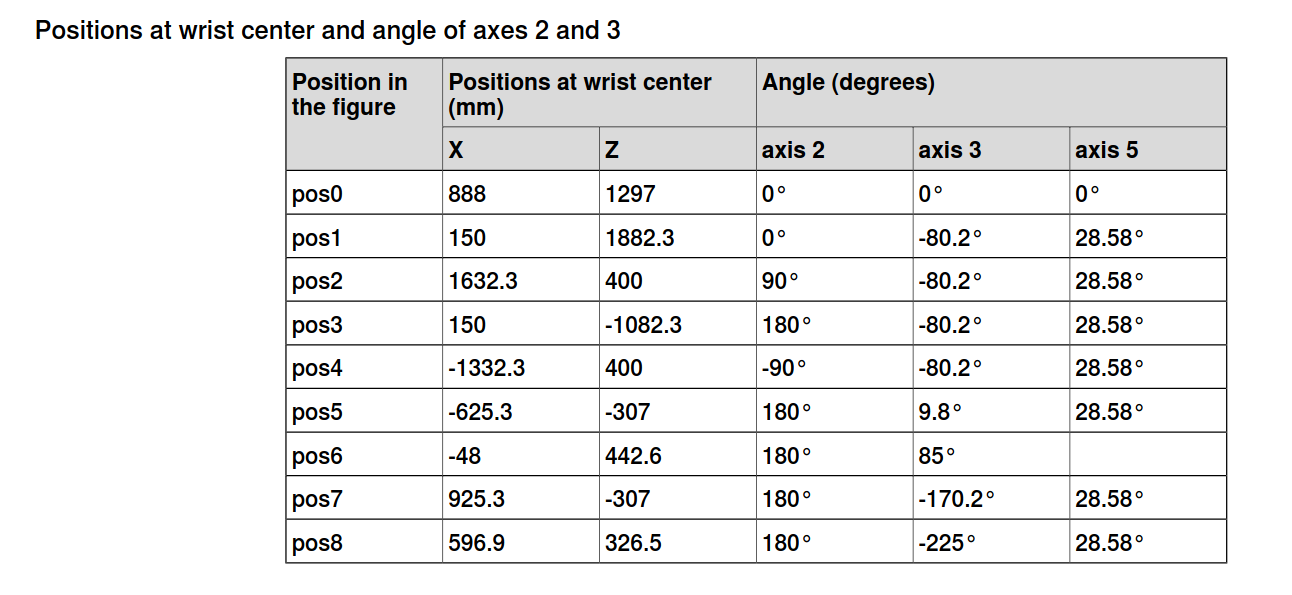 Positions at wrist center and angle of axes 2 and 3
Position in the figure Positions at wrist center (mm) Angle (degrees)
X Z axis 2 axis 3 axis 5
pos0 888 1297 0° 0° 0°
pos1 150 1882.3 0° -80.2° 28.58°
pos2 1632.3 400 90° -80.2° 28.58°
pos3 150 -1082.3 180° -80.2° 28.58°
pos4 -1332.3 400 -90° -80.2° 28.58°
pos5 -625.3 -307 180° 9.8° 28.58°
pos6 -48 442.6 180° 85°
pos7 925.3 -307 180° -170.2° 28.58°
pos8 596.9 326.5 180° -225° 28.58°